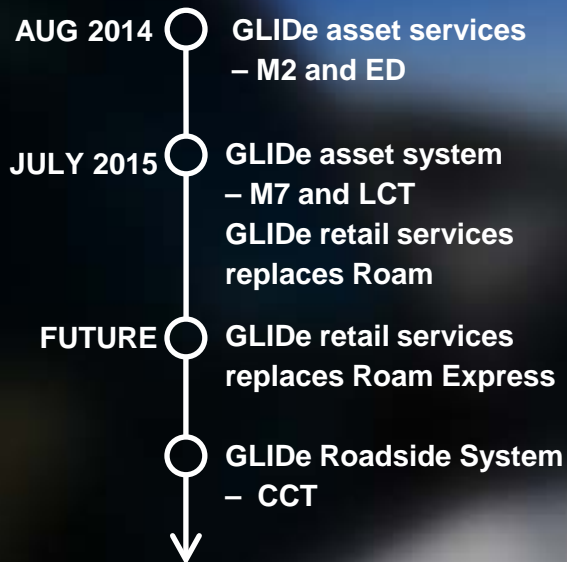 AUG 2014
GLIDe asset services
– M2 and ED
JULY 2015
GLIDe asset system
– M7 and LCT
GLIDe retail services
replaces Roam
FUTURE
GLIDe retail services
replaces Roam Express
GLIDe Roadside System
– CCT